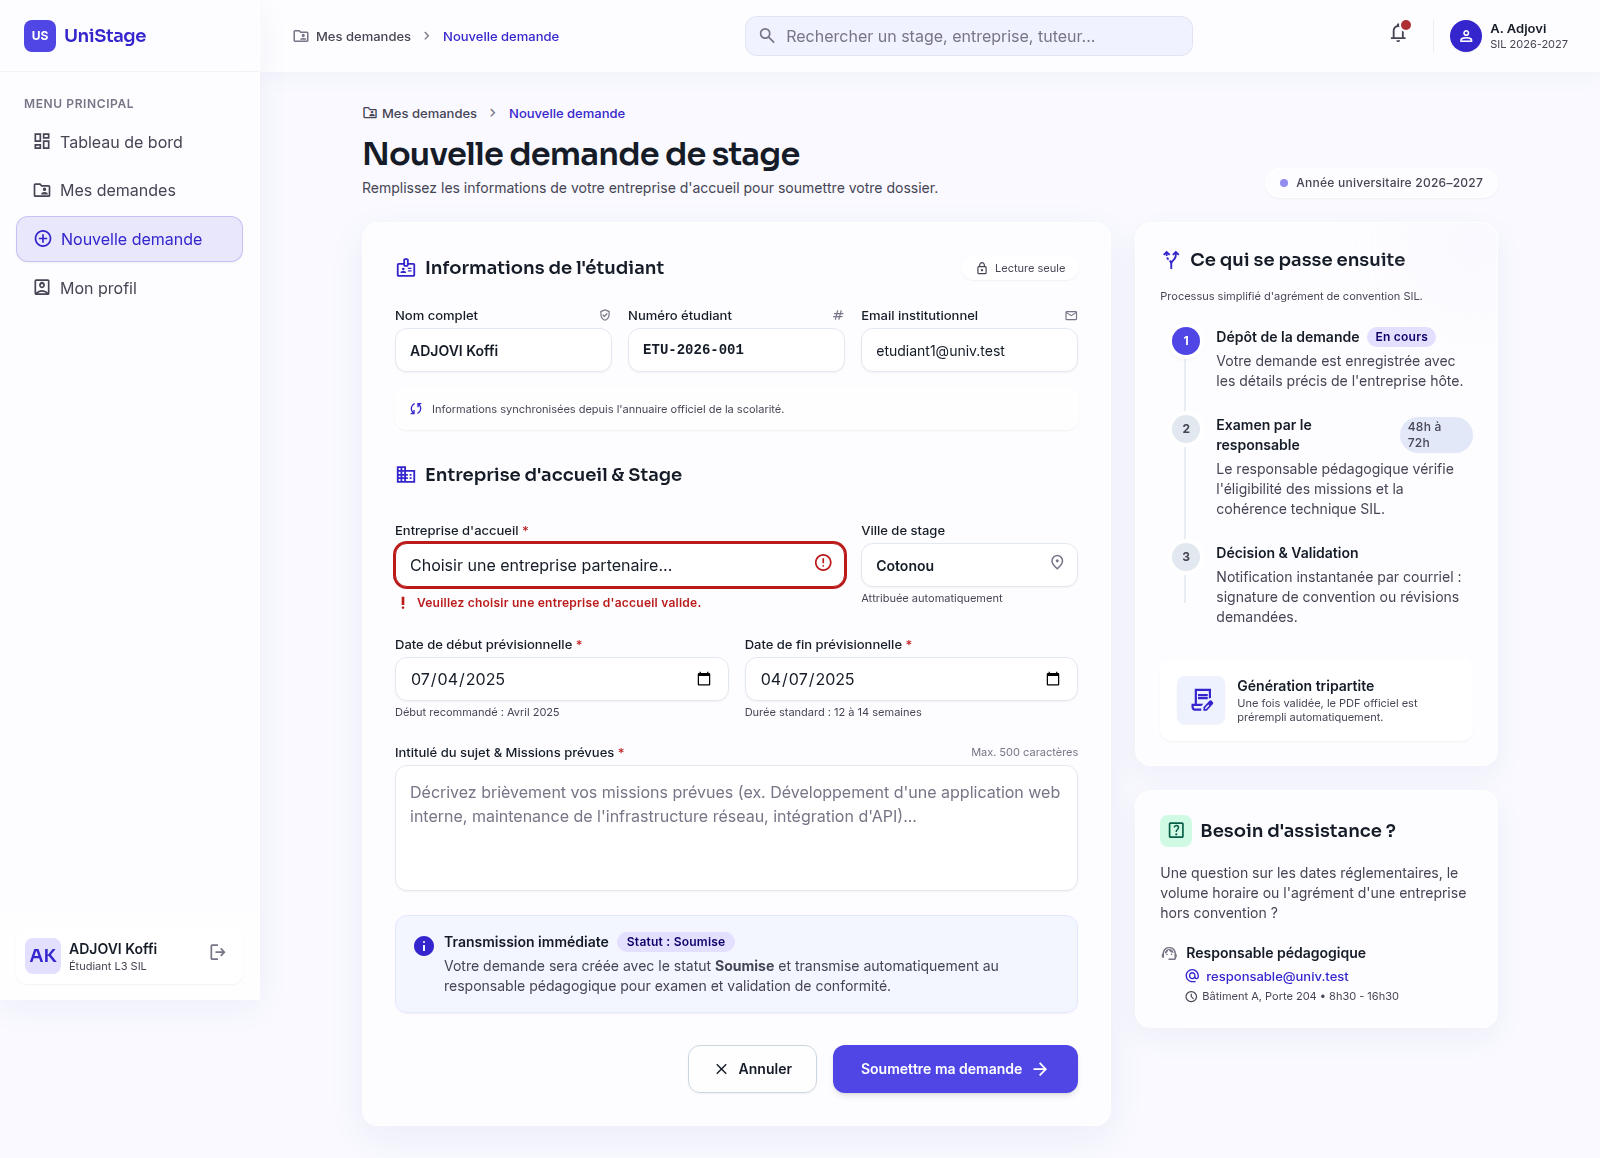 US UniStage
Mes demandes > Nouvelle demande
Rechercher un stage, entreprise, tuteur...
A. Adjovi
SIL 2026-2027
MENU PRINCIPAL
Tableau de bord
Mes demandes
Nouvelle demande
Mon profil
AK
ADJOVI Koffi
Étudiant L3 SIL
Mes demandes > Nouvelle demande
Nouvelle demande de stage
Remplissez les informations de votre entreprise d'accueil pour soumettre votre dossier.
Année universitaire 2026–2027
Informations de l'étudiant
Lecture seule
Nom complet
ADJOVI Koffi
Numéro étudiant #
ETU-2026-001
Email institutionnel
etudiant1@univ.test
Informations synchronisées depuis l'annuaire officiel de la scolarité.
Entreprise d'accueil & Stage
Entreprise d'accueil *
Choisir une entreprise partenaire...
Veuillez choisir une entreprise d'accueil valide.
Ville de stage
Cotonou
Attribuée automatiquement
Date de début prévisionnelle *
07/04/2025
Début recommandé : Avril 2025
Date de fin prévisionnelle *
04/07/2025
Durée standard : 12 à 14 semaines
Intitulé du sujet & Missions prévues *
Max. 500 caractères
Décrivez brièvement vos missions prévues (ex. Développement d'une application web
interne, maintenance de l'infrastructure réseau, intégration d'API)...
Transmission immédiate Statut : Soumise
Votre demande sera créée avec le statut Soumise et transmise automatiquement au
responsable pédagogique pour examen et validation de conformité.
Annuler
Soumettre ma demande
Ce qui se passe ensuite
Processus simplifié d'agrément de convention SIL.
1 Dépôt de la demande En cours
Votre demande est enregistrée avec
les détails précis de l'entreprise hôte.
2 Examen par le
responsable
48h à
72h
Le responsable pédagogique vérifie
l'éligibilité des missions et la
cohérence technique SIL.
3 Décision & Validation
Notification instantanée par courriel :
signature de convention ou révisions
demandées.
Génération tripartite
Une fois validée, le PDF officiel est
prérempli automatiquement.
Besoin d'assistance ?
Une question sur les dates réglementaires, le
volume horaire ou l'agrément d'une entreprise
hors convention ?
Responsable pédagogique
responsable@univ.test
Bâtiment A, Porte 204 • 8h30 - 16h30